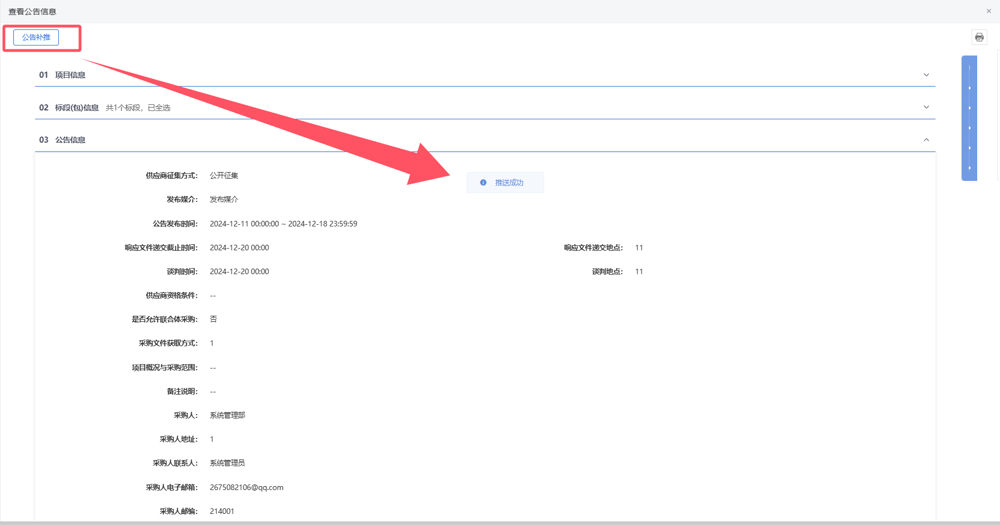 查看公告信息
公告补推
01 项目信息
02 标段(包)信息 共1个标段，已全选
03 公告信息
供应商征集方式： 公开征集
推送成功
发布媒介： 发布媒介
公告发布时间： 2024-12-11 00:00:00 ~ 2024-12-18 23:59:59
响应文件递交截止时间： 2024-12-20 00:00 响应文件递交地点： 11
谈判时间： 2024-12-20 00:00 谈判地点： 11
供应商资格条件： --
是否允许联合体采购： 否
采购文件获取方式： 1
项目概况与采购范围： --
备注说明： --
采购人： 系统管理部
采购人地址： 1
采购人联系人： 系统管理员
采购人电子邮箱： 2675082106@qq.com
采购人邮编： 214001